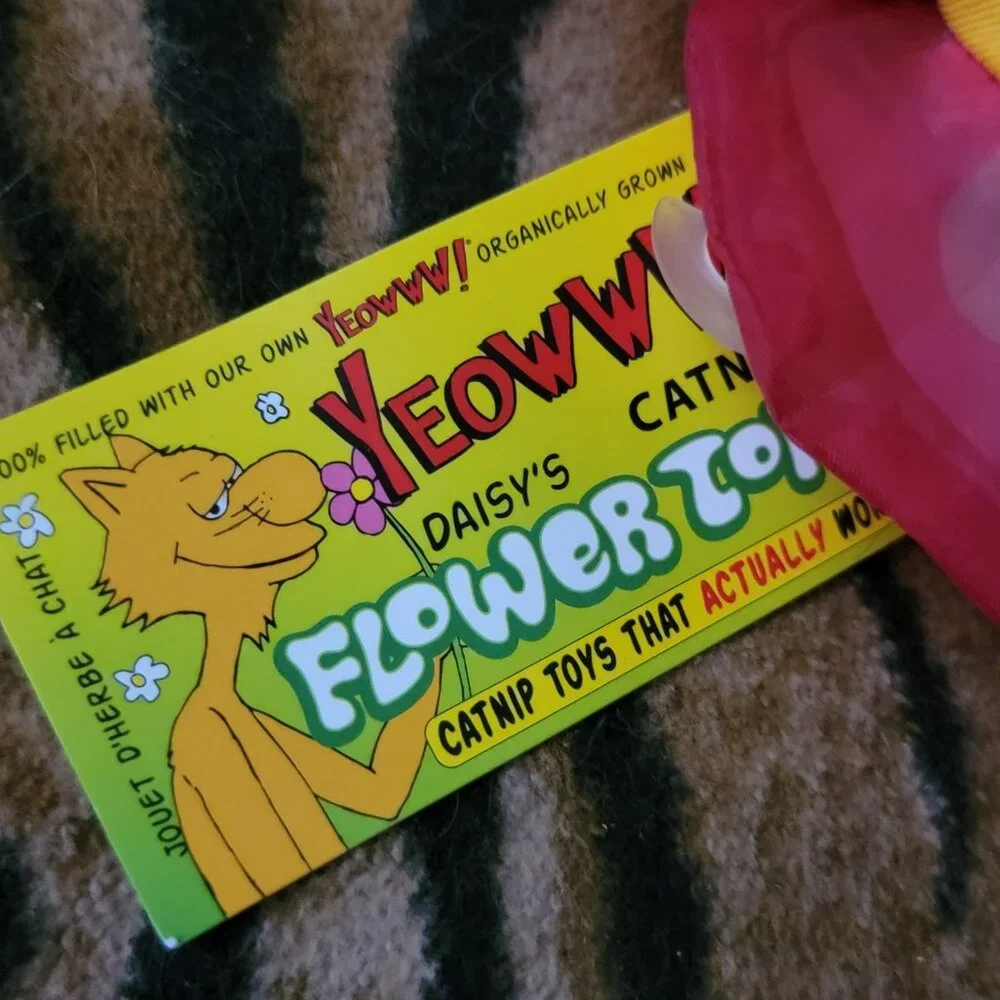 00% FILLED WITH OUR OWN YEOWWW!® ORGANICALLY GROWN
YEOWW
CATN
DAISY'S
FLOWER TO
CATNIP TOYS THAT ACTUALLY WO
JOUET D'HERBE À CHAT